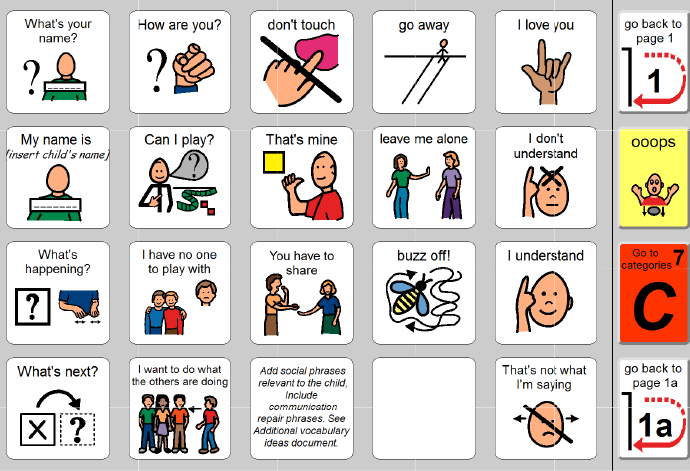 What's your
name?
How are you?
don't touch
go away
I love you
go back to
page 1
1
My name is
[insert child's name]
Can I play?
?
That's mine
leave me alone
I don't
understand
ooops
What's
happening?
?
I have no one
to play with
You have to
share
buzz off!
I understand
Go to
categories 7
C
What's next?
X ?
I want to do what
the others are doing
Add social phrases
relevant to the child,
Include
communication
repair phrases. See
Additional vocabulary
ideas document.
That's not what
I'm saying
go back to
page 1a
1a